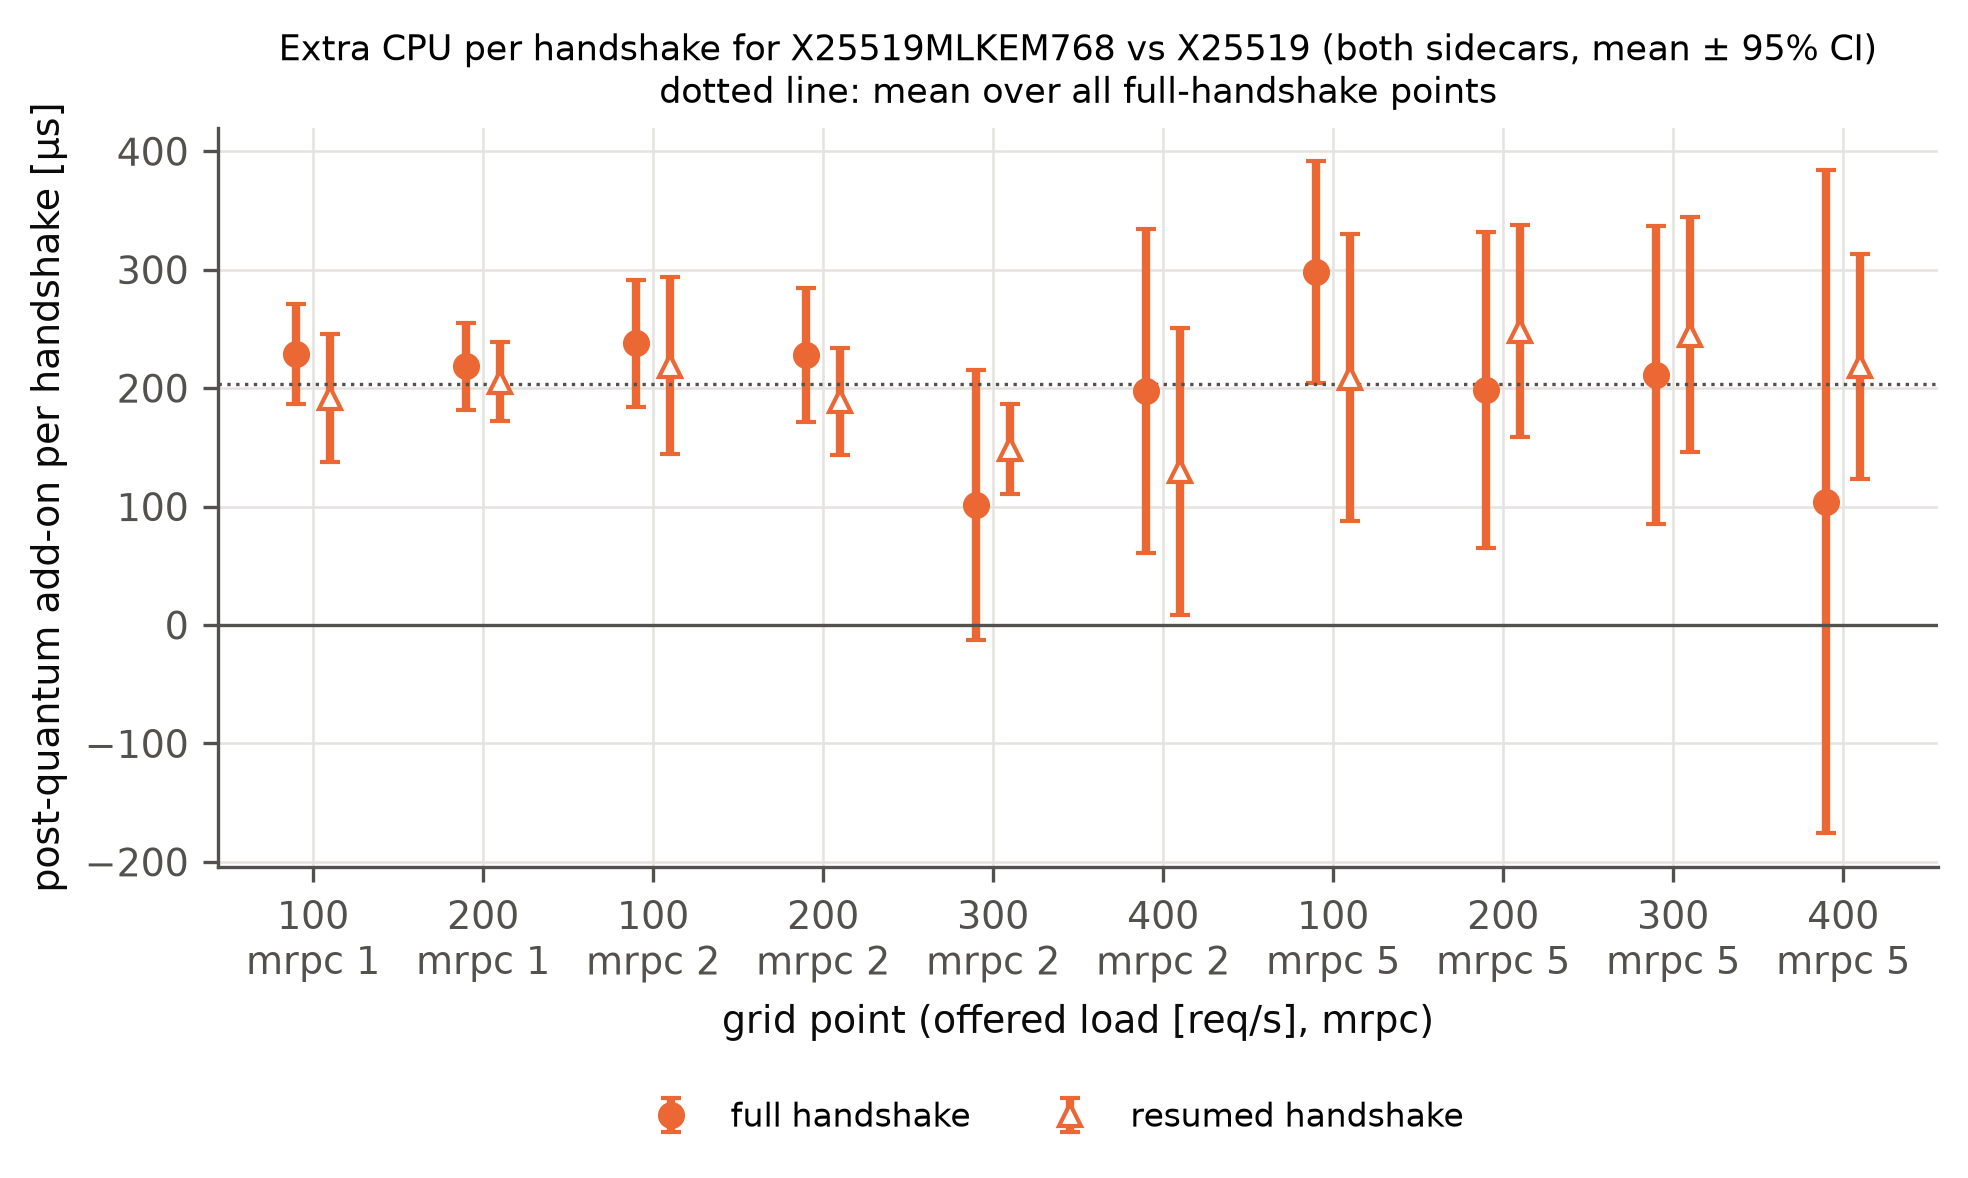 Extra CPU per handshake for X25519MLKEM768 vs X25519 (both sidecars, mean ± 95% CI)
dotted line: mean over all full-handshake points
post-quantum add-on per handshake [µs]
400
300
200
100
0
−100
−200
100 200 100 200 300 400 100 200 300 400
mrpc 1 mrpc 1 mrpc 2 mrpc 2 mrpc 2 mrpc 2 mrpc 5 mrpc 5 mrpc 5 mrpc 5
grid point (offered load [req/s], mrpc)
full handshake resumed handshake